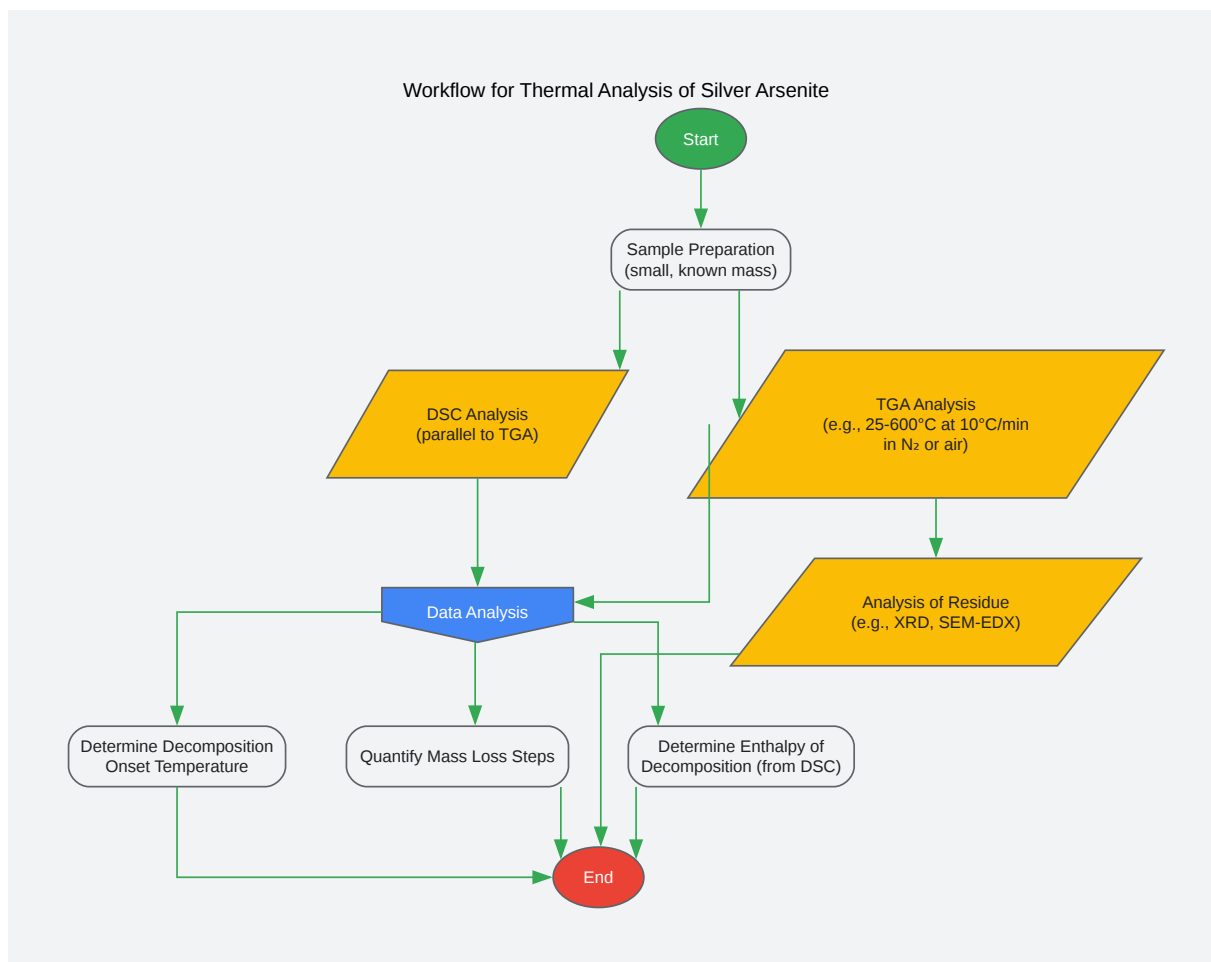 Workflow for Thermal Analysis of Silver Arsenite
Start
Sample Preparation
(small, known mass)
DSC Analysis
(parallel to TGA)
TGA Analysis
(e.g., 25-600°C at 10°C/min
in N₂ or air)
Data Analysis
Analysis of Residue
(e.g., XRD, SEM-EDX)
Determine Decomposition
Onset Temperature
Quantify Mass Loss Steps
Determine Enthalpy of
Decomposition (from DSC)
End